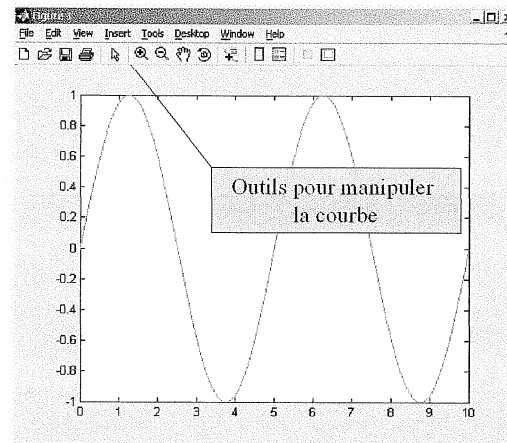 Figure 1
File Edit View Insert Tools Desktop Window Help
1
0.8
0.6
0.4
0.2
0
-0.2
-0.4
-0.6
-0.8
-1
Outils pour manipuler
la courbe
0 1 2 3 4 5 6 7 8 9 10